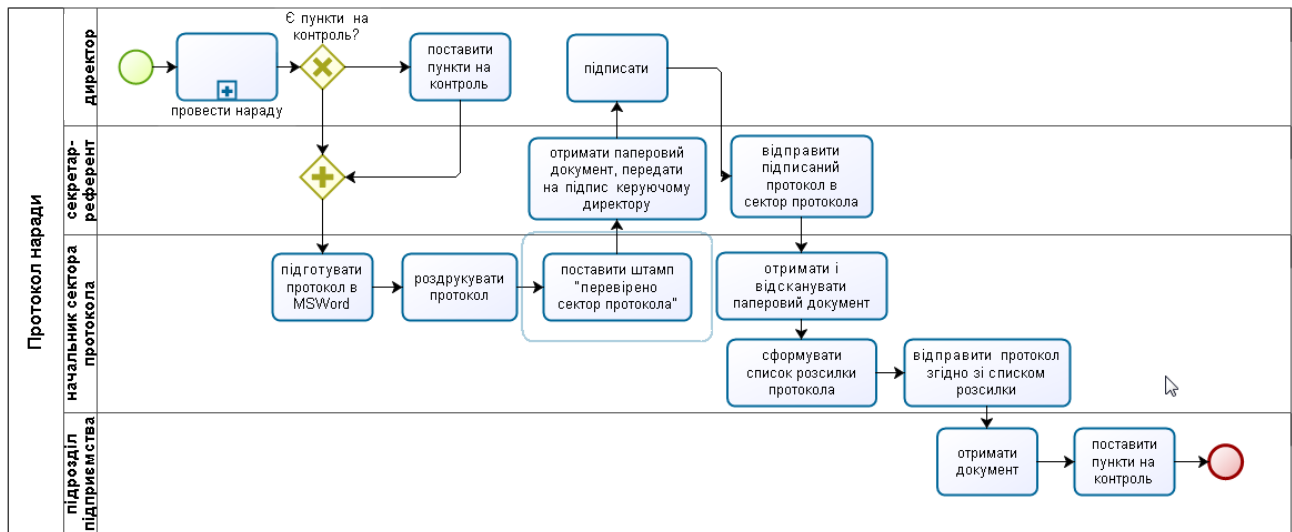 Протокол наради
директор
Є пункти на
контроль?
провести нараду
поставити
пункти на
контроль
підписати
секретар-
референт
отримати паперовий
документ, передати
на підпис керуючому
директору
відправити
підписаний
протокол в
сектор протокола
начальник сектора
протокола
підготувати
протокол в
MSWord
роздрукувати
протокол
поставити штамп
"перевірено
сектор протокола"
отримати і
відсканувати
паперовий документ
сформувати
список розсилки
протокола
відправити протокол
згідно зі списком
розсилки
підрозділ
підприємства
отримати
документ
поставити
пункти на
контроль